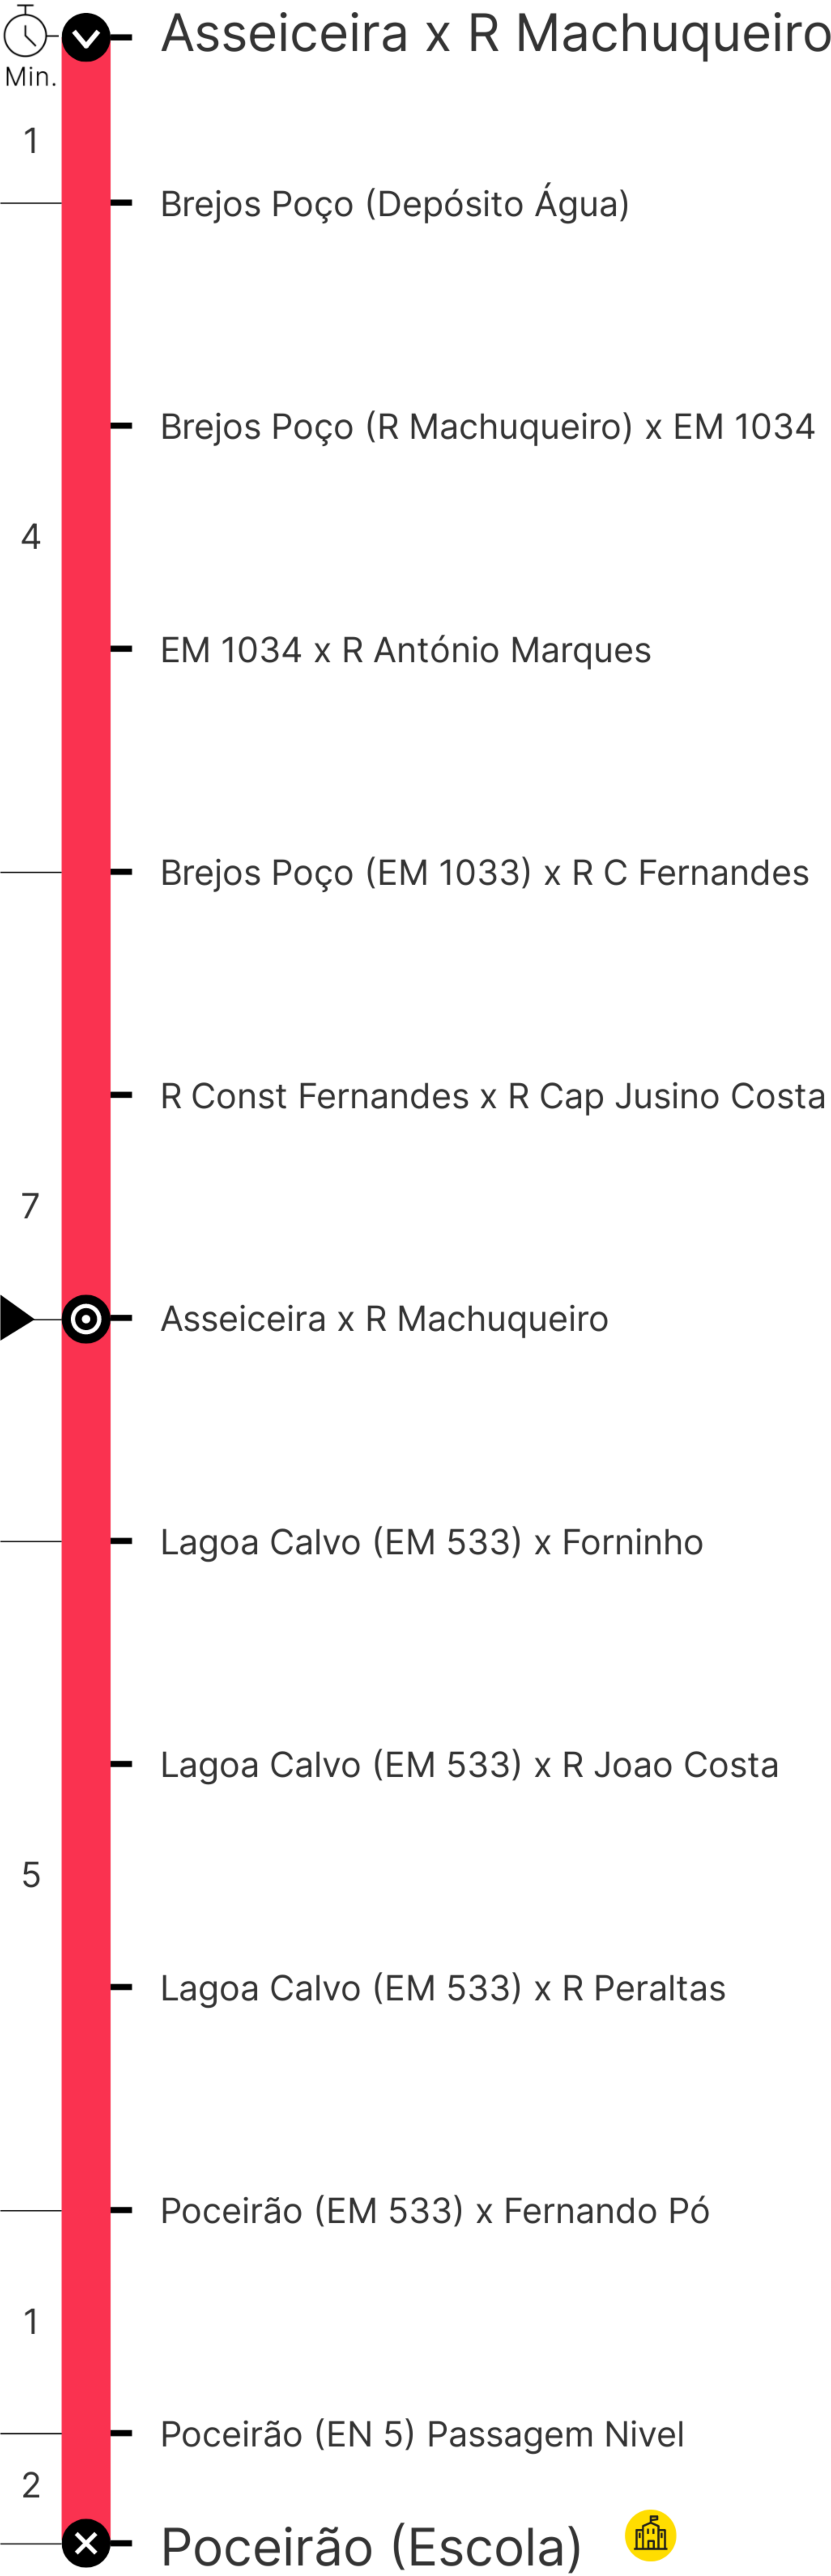 Asseiceira x R Machuqueiro
Min.
1
Brejos Poço (Depósito Água)
Brejos Poço (R Machuqueiro) x EM 1034
4
EM 1034 x R António Marques
Brejos Poço (EM 1033) x R C Fernandes
R Const Fernandes x R Cap Jusino Costa
7
Asseiceira x R Machuqueiro
Lagoa Calvo (EM 533) x Forninho
Lagoa Calvo (EM 533) x R Joao Costa
5
Lagoa Calvo (EM 533) x R Peraltas
Poceirão (EM 533) x Fernando Pó
1
Poceirão (EN 5) Passagem Nivel
2
Poceirão (Escola)